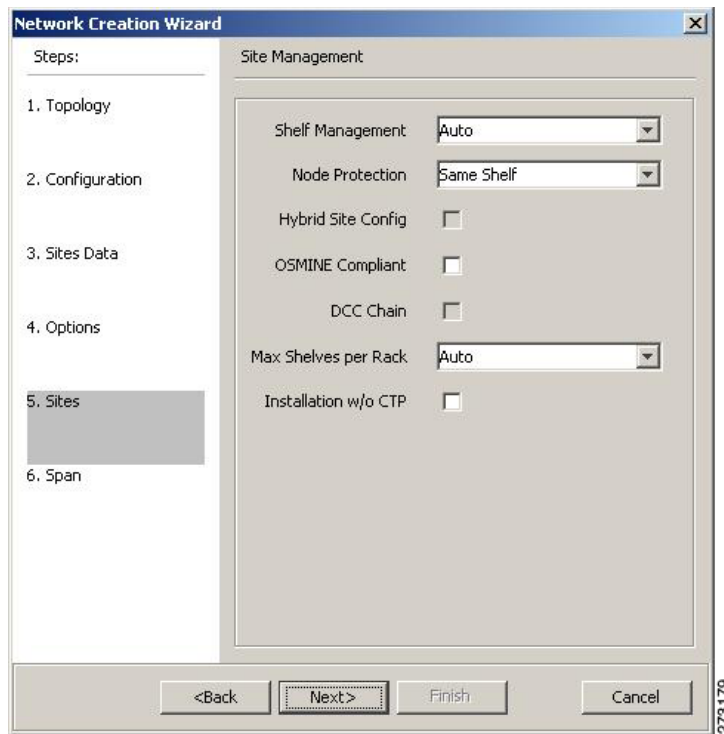 Network Creation Wizard
Steps:
1. Topology
2. Configuration
3. Sites Data
4. Options
5. Sites
6. Span
Site Management
Shelf Management Auto
Node Protection Same Shelf
Hybrid Site Config
OSMINE Compliant
DCC Chain
Max Shelves per Rack Auto
Installation w/o CTP
<Back Next> Finish Cancel
273179